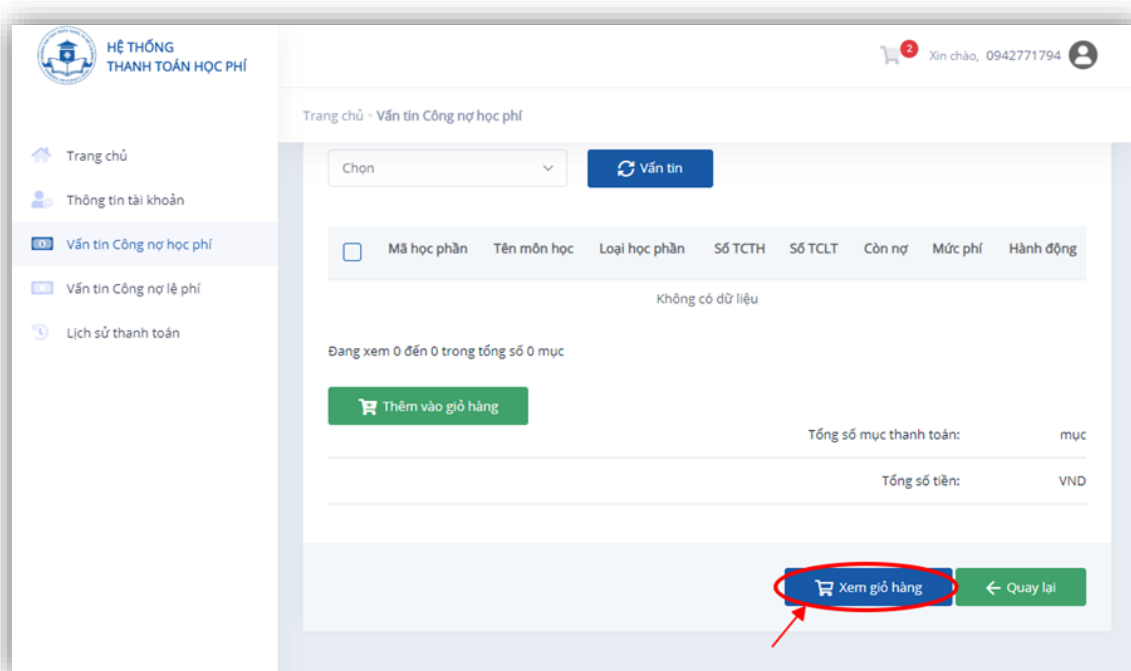 HỆ THỐNG
THANH TOÁN HỌC PHÍ
2
Xin chào, 0942771794
Trang chủ • Vấn tin Công nợ học phí
Trang chủ
Thông tin tài khoản
Vấn tin Công nợ học phí
Vấn tin Công nợ lệ phí
Lịch sử thanh toán
Chọn
Vấn tin
Mã học phần Tên môn học Loại học phần Số TCTH Số TCLT Còn nợ Mức phí Hành động
Không có dữ liệu
Đang xem 0 đến 0 trong tổng số 0 mục
Thêm vào giỏ hàng
Tổng số mục thanh toán: mục
Tổng số tiền: VND
Xem giỏ hàng
Quay lại